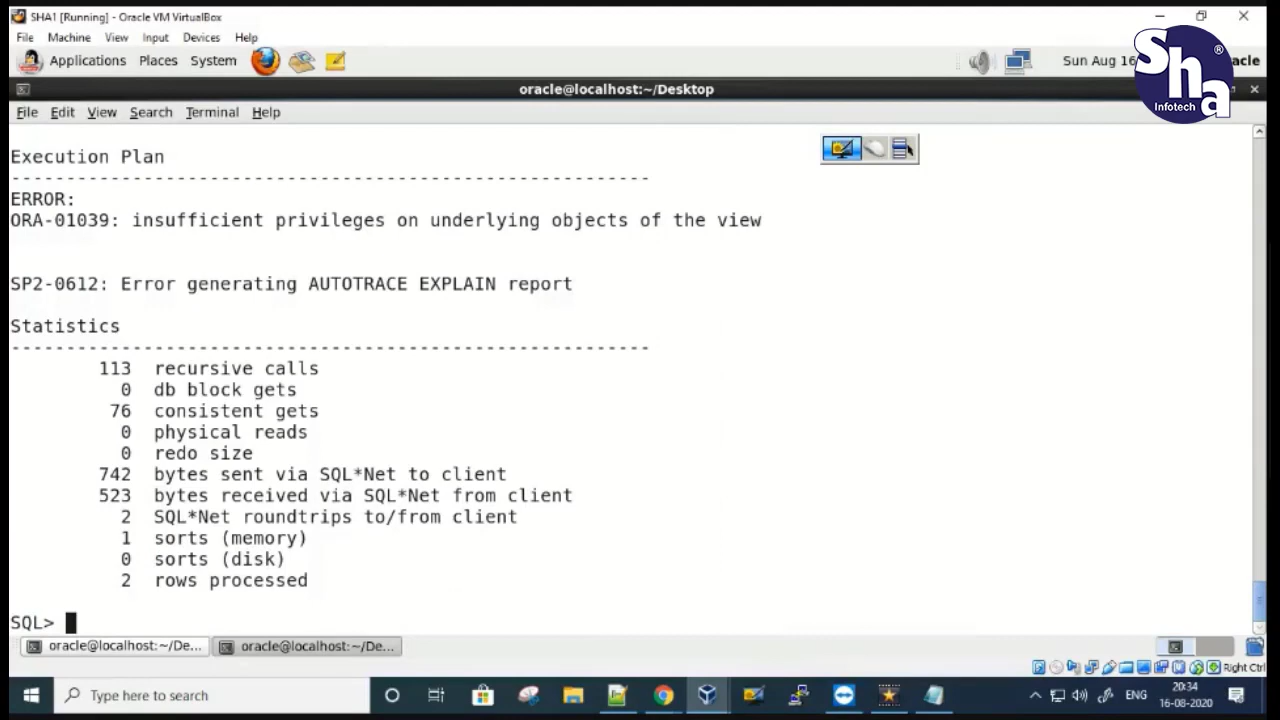 SHA1 [Running] - Oracle VM VirtualBox
File Machine View Input Devices Help
Applications Places System
Sun Aug 16
acle
Sha
®
Infotech
oracle@localhost:~/Desktop
File Edit View Search Terminal Help
Execution Plan
----------------------------------------------------------
ERROR:
ORA-01039: insufficient privileges on underlying objects of the view
SP2-0612: Error generating AUTOTRACE EXPLAIN report
Statistics
----------------------------------------------------------
113 recursive calls
0 db block gets
76 consistent gets
0 physical reads
0 redo size
742 bytes sent via SQL*Net to client
523 bytes received via SQL*Net from client
2 SQL*Net roundtrips to/from client
1 sorts (memory)
0 sorts (disk)
2 rows processed
SQL>
oracle@localhost:~/De... oracle@localhost:~/De...
Right Ctrl
Type here to search
ENG
20:34
16-08-2020